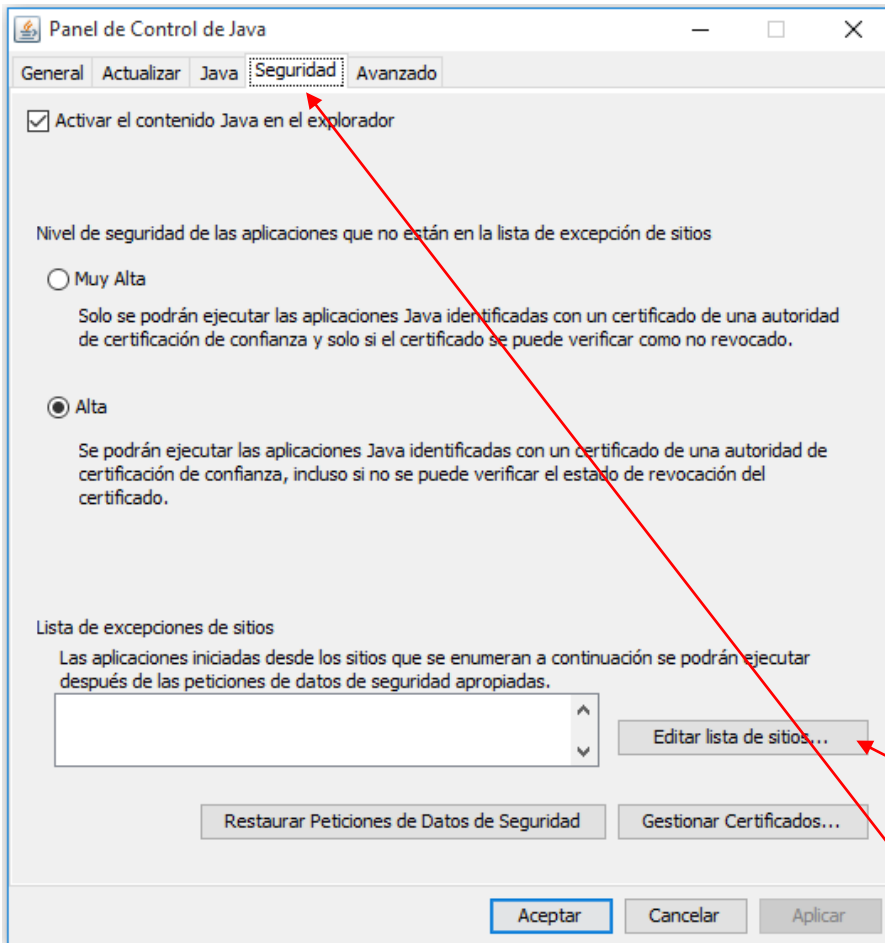 Panel de Control de Java
General Actualizar Java Seguridad Avanzado
Activar el contenido Java en el explorador
Nivel de seguridad de las aplicaciones que no están en la lista de excepción de sitios
Muy Alta
Solo se podrán ejecutar las aplicaciones Java identificadas con un certificado de una autoridad
de certificación de confianza y solo si el certificado se puede verificar como no revocado.
Alta
Se podrán ejecutar las aplicaciones Java identificadas con un certificado de una autoridad de
certificación de confianza, incluso si no se puede verificar el estado de revocación del
certificado.
Lista de excepciones de sitios
Las aplicaciones iniciadas desde los sitios que se enumeran a continuación se podrán ejecutar
después de las peticiones de datos de seguridad apropiadas.
Editar lista de sitios...
Restaurar Peticiones de Datos de Seguridad Gestionar Certificados...
Aceptar Cancelar Aplicar